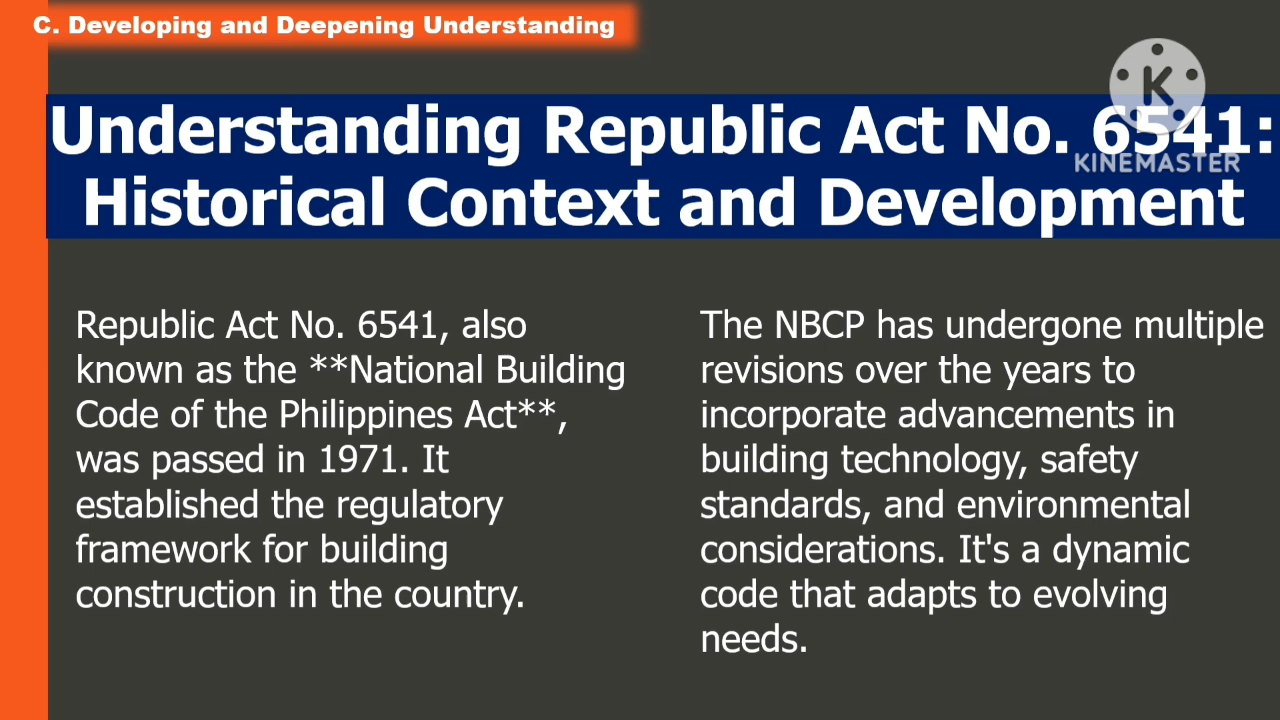 C. Developing and Deepening Understanding
K
KINEMASTER
Understanding Republic Act No. 6541:
Historical Context and Development
Republic Act No. 6541, also
known as the **National Building
Code of the Philippines Act**,
was passed in 1971. It
established the regulatory
framework for building
construction in the country.
The NBCP has undergone multiple
revisions over the years to
incorporate advancements in
building technology, safety
standards, and environmental
considerations. It's a dynamic
code that adapts to evolving
needs.